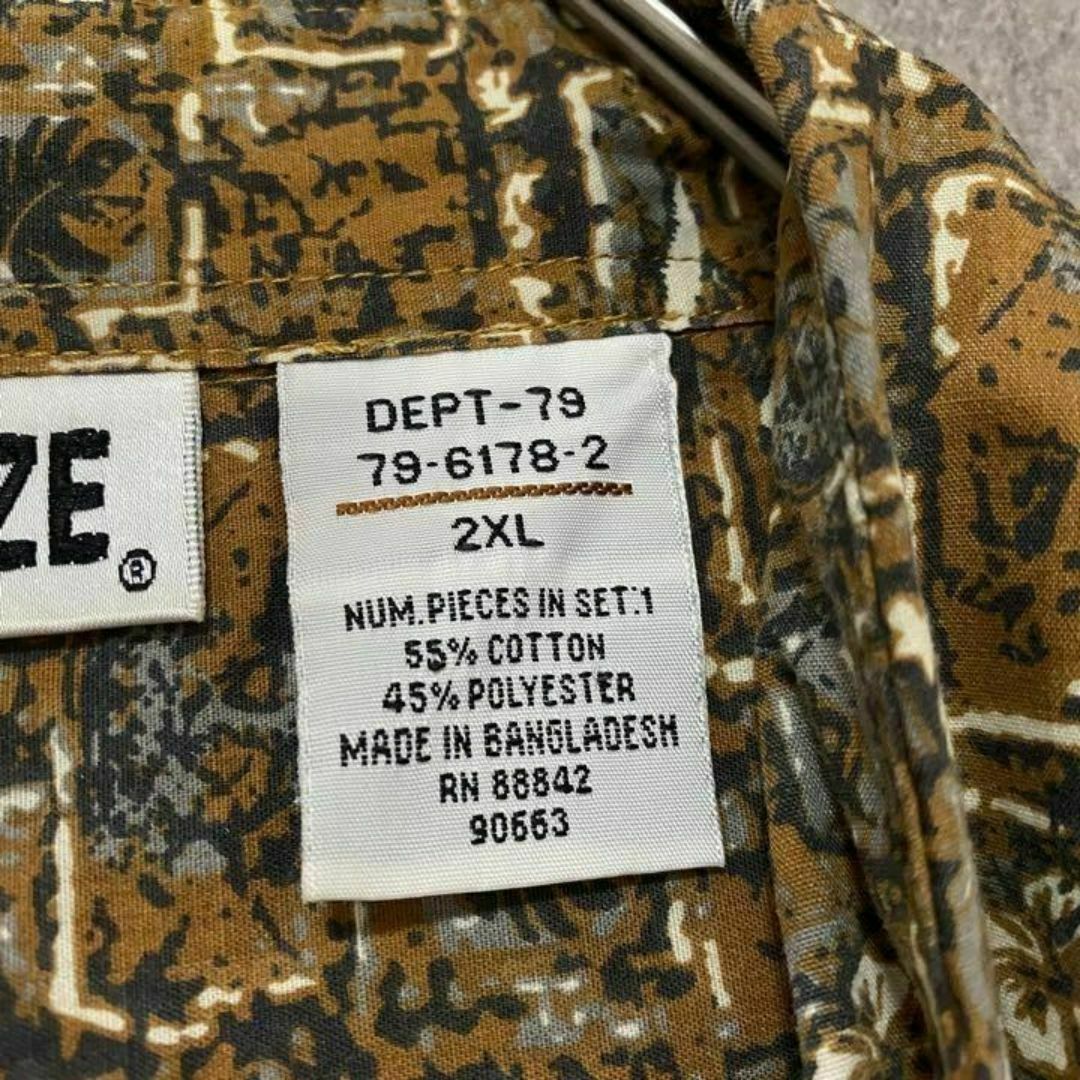 ZE
®
DEPT-79
79-6178-2
2XL
NUM. PIECES IN SET:1
55% COTTON
45% POLYESTER
MADE IN BANGLADESH
RN 88842
90663